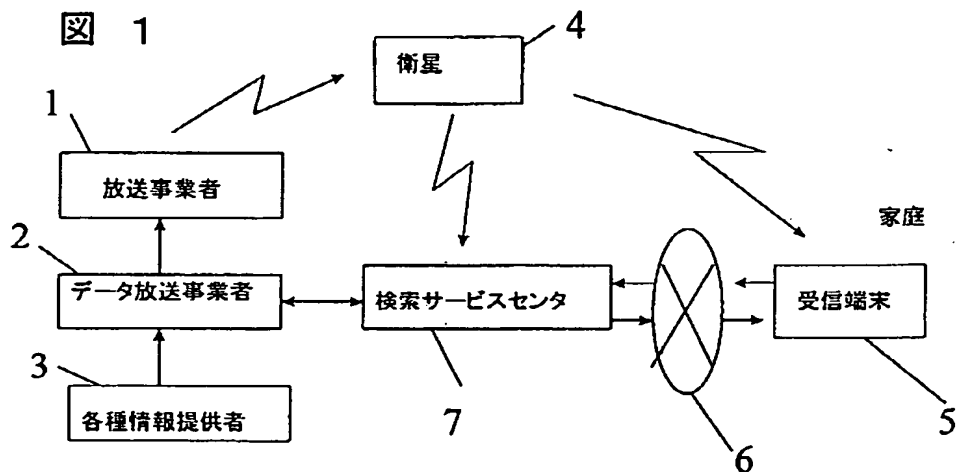 図 1
4
衛星
1
放送事業者
家庭
2
データ放送事業者
検索サービスセンタ
受信端末
3
各種情報提供者
7
6
5